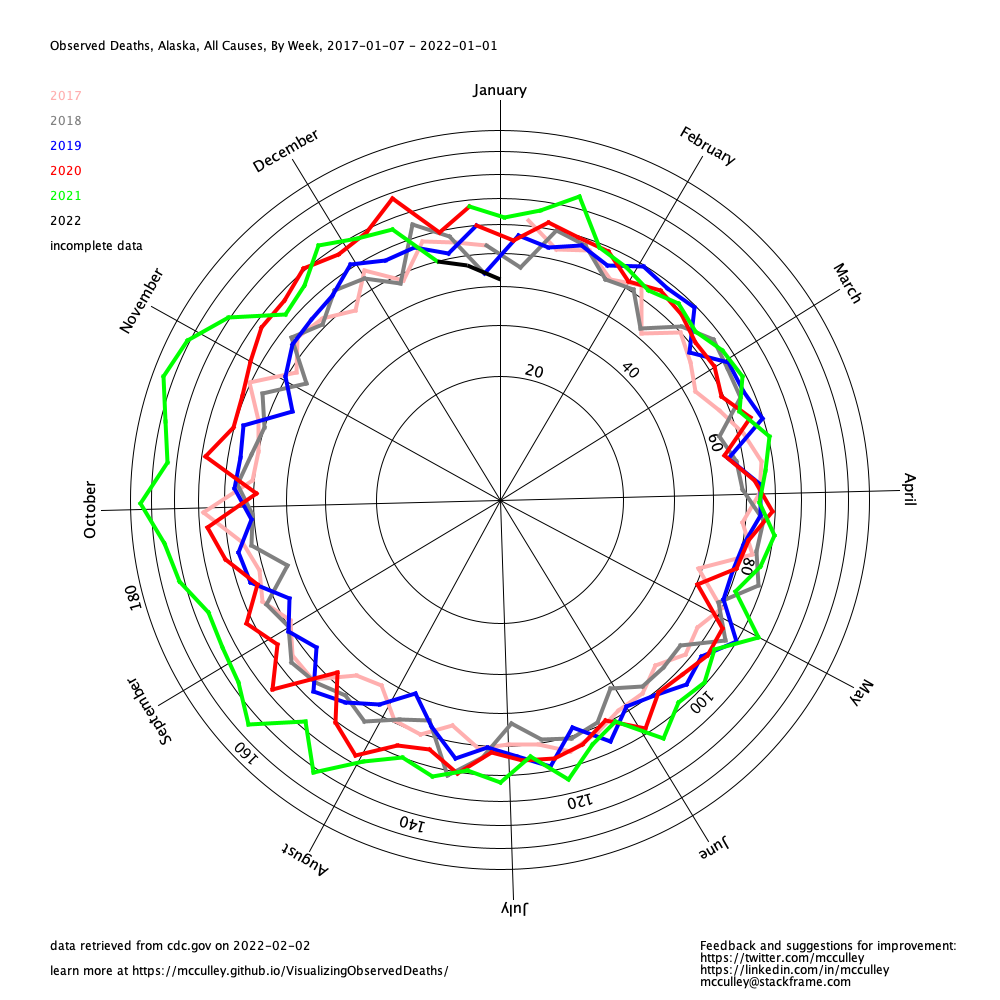 Observed Deaths, Alaska, All Causes, By Week, 2017-01-07 - 2022-01-01
2017
2018
2019
2020
2021
2022
incomplete data
January
February
March
April
May
June
July
August
September
October
November
December
20
40
60
80
100
120
140
160
180
data retrieved from cdc.gov on 2022-02-02
learn more at https://mcculley.github.io/VisualizingObservedDeaths/
Feedback and suggestions for improvement:
https://twitter.com/mcculley
https://linkedin.com/in/mcculley
mcculley@stackframe.com